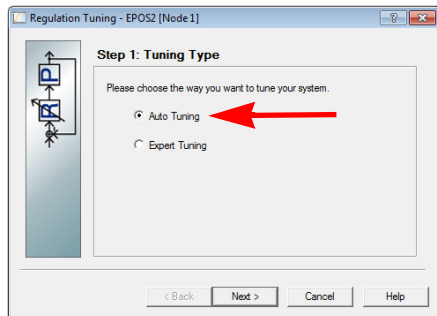 Regulation Tuning - EPOS2 [Node 1]
Step 1: Tuning Type
Please choose the way you want to tune your system.
Auto Tuning
Expert Tuning
P
R
< Back
Next >
Cancel
Help